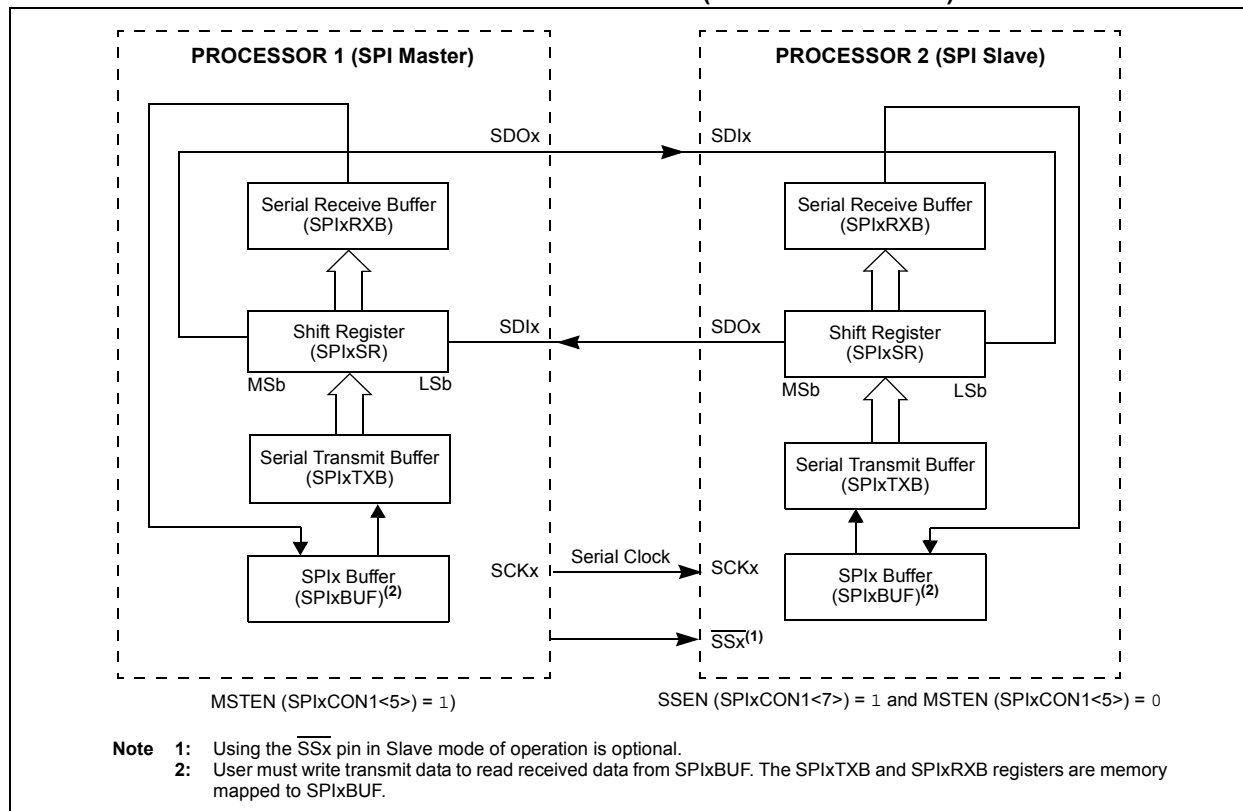 PROCESSOR 1 (SPI Master)
PROCESSOR 2 (SPI Slave)
SDOx
SDIx
Serial Receive Buffer
(SPIxRXB)
Serial Receive Buffer
(SPIxRXB)
Shift Register
(SPIxSR)
SDIx
SDOx
Shift Register
(SPIxSR)
MSb
LSb
MSb
LSb
Serial Transmit Buffer
(SPIxTXB)
Serial Transmit Buffer
(SPIxTXB)
SPIx Buffer
(SPIxBUF)(2)
SCKx
Serial Clock
SCKx
SPIx Buffer
(SPIxBUF)(2)
SSx(1)
MSTEN (SPIxCON1<5>) = 1)
SSEN (SPIxCON1<7>) = 1 and MSTEN (SPIxCON1<5>) = 0
Note 1: Using the SSx pin in Slave mode of operation is optional.
2: User must write transmit data to read received data from SPIxBUF. The SPIxTXB and SPIxRXB registers are memory
mapped to SPIxBUF.